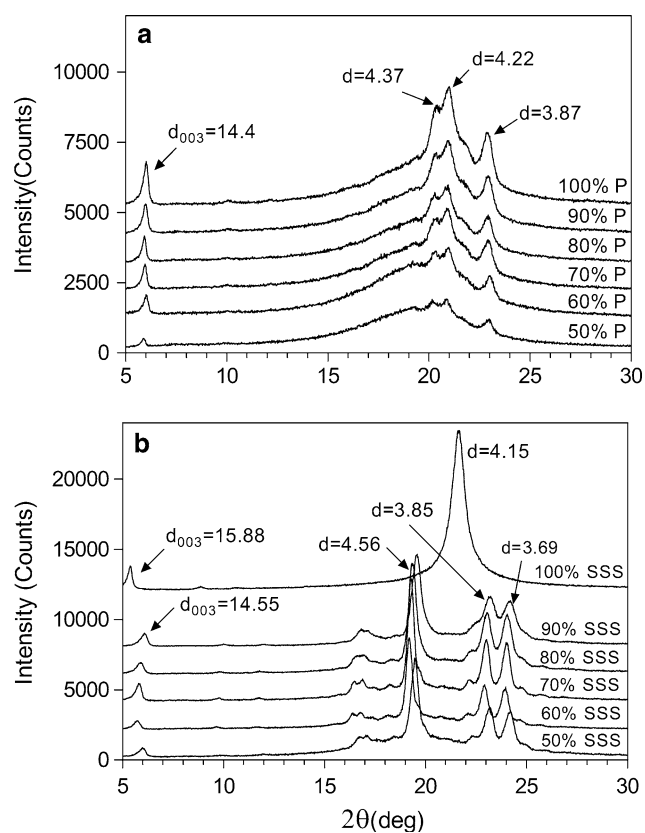 a
10000
7500
5000
2500
0
Intensity(Counts)
d=4.37
d=4.22
d=3.87
d003=14.4
100% P
90% P
80% P
70% P
60% P
50% P
5 10 15 20 25 30
b
20000
15000
10000
5000
0
Intensity (Counts)
d=4.15
d=3.85
d=4.56
d=3.69
d003=15.88
d003=14.55
100% SSS
90% SSS
80% SSS
70% SSS
60% SSS
50% SSS
5 10 15 20 25 30
2θ(deg)